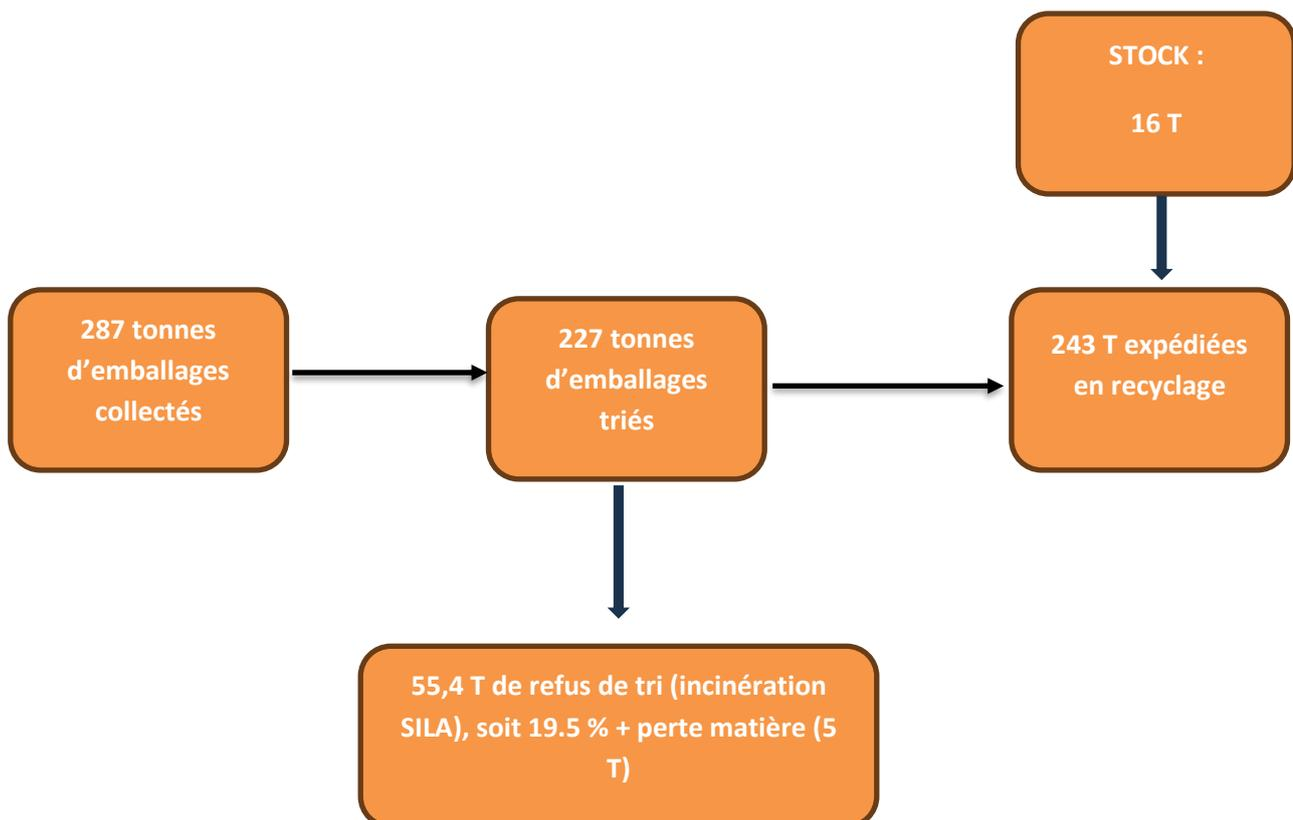 STOCK :
16 T
287 tonnes
d’emballages
collectés
227 tonnes
d’emballages
triés
243 T expédiées
en recyclage
55,4 T de refus de tri (incinération
SILA), soit 19.5 % + perte matière (5
T)